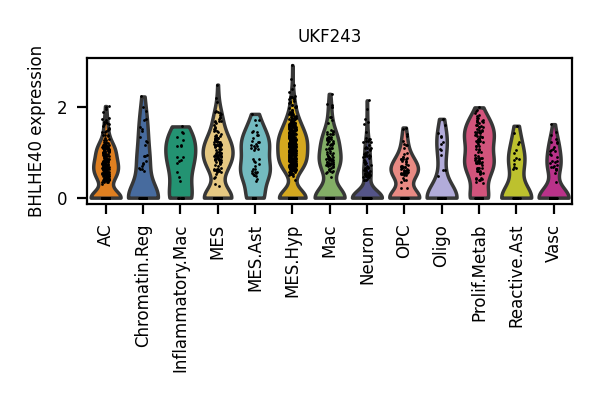 UKF243
BHLHE40 expression
2
0
AC
Chromatin.Reg
Inflammatory.Mac
MES
MES.Ast
MES.Hyp
Mac
Neuron
OPC
Oligo
Prolif.Metab
Reactive.Ast
Vasc